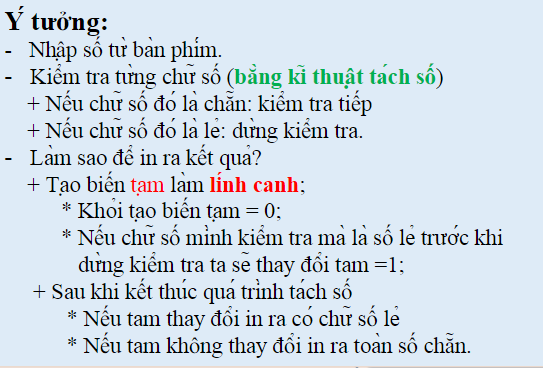 Ý tưởng:
- Nhập số từ bàn phím.
- Kiểm tra từng chữ số (bằng kĩ thuật tách số)
+ Nếu chữ số đó là chẵn: kiểm tra tiếp
+ Nếu chữ số đó là lẻ: dừng kiểm tra.
- Làm sao để in ra kết quả?
+ Tạo biến tạm làm lính canh;
* Khởi tạo biến tạm = 0;
* Nếu chữ số mình kiểm tra mà là số lẻ trước khi
dừng kiểm tra ta sẽ thay đổi tam =1;
+ Sau khi kết thúc quá trình tách số
* Nếu tam thay đổi in ra có chữ số lẻ
* Nếu tam không thay đổi in ra toàn số chẵn.